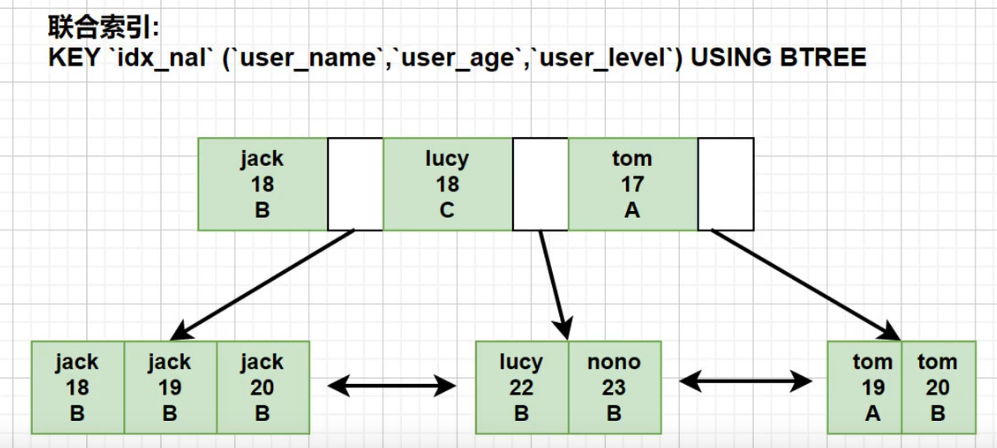 联合索引:
KEY `idx_nal` (`user_name`,`user_age`,`user_level`) USING BTREE
jack
18
B
lucy
18
C
tom
17
A
jack
18
B
jack
19
B
jack
20
B
lucy
22
B
nono
23
B
tom
19
A
tom
20
B